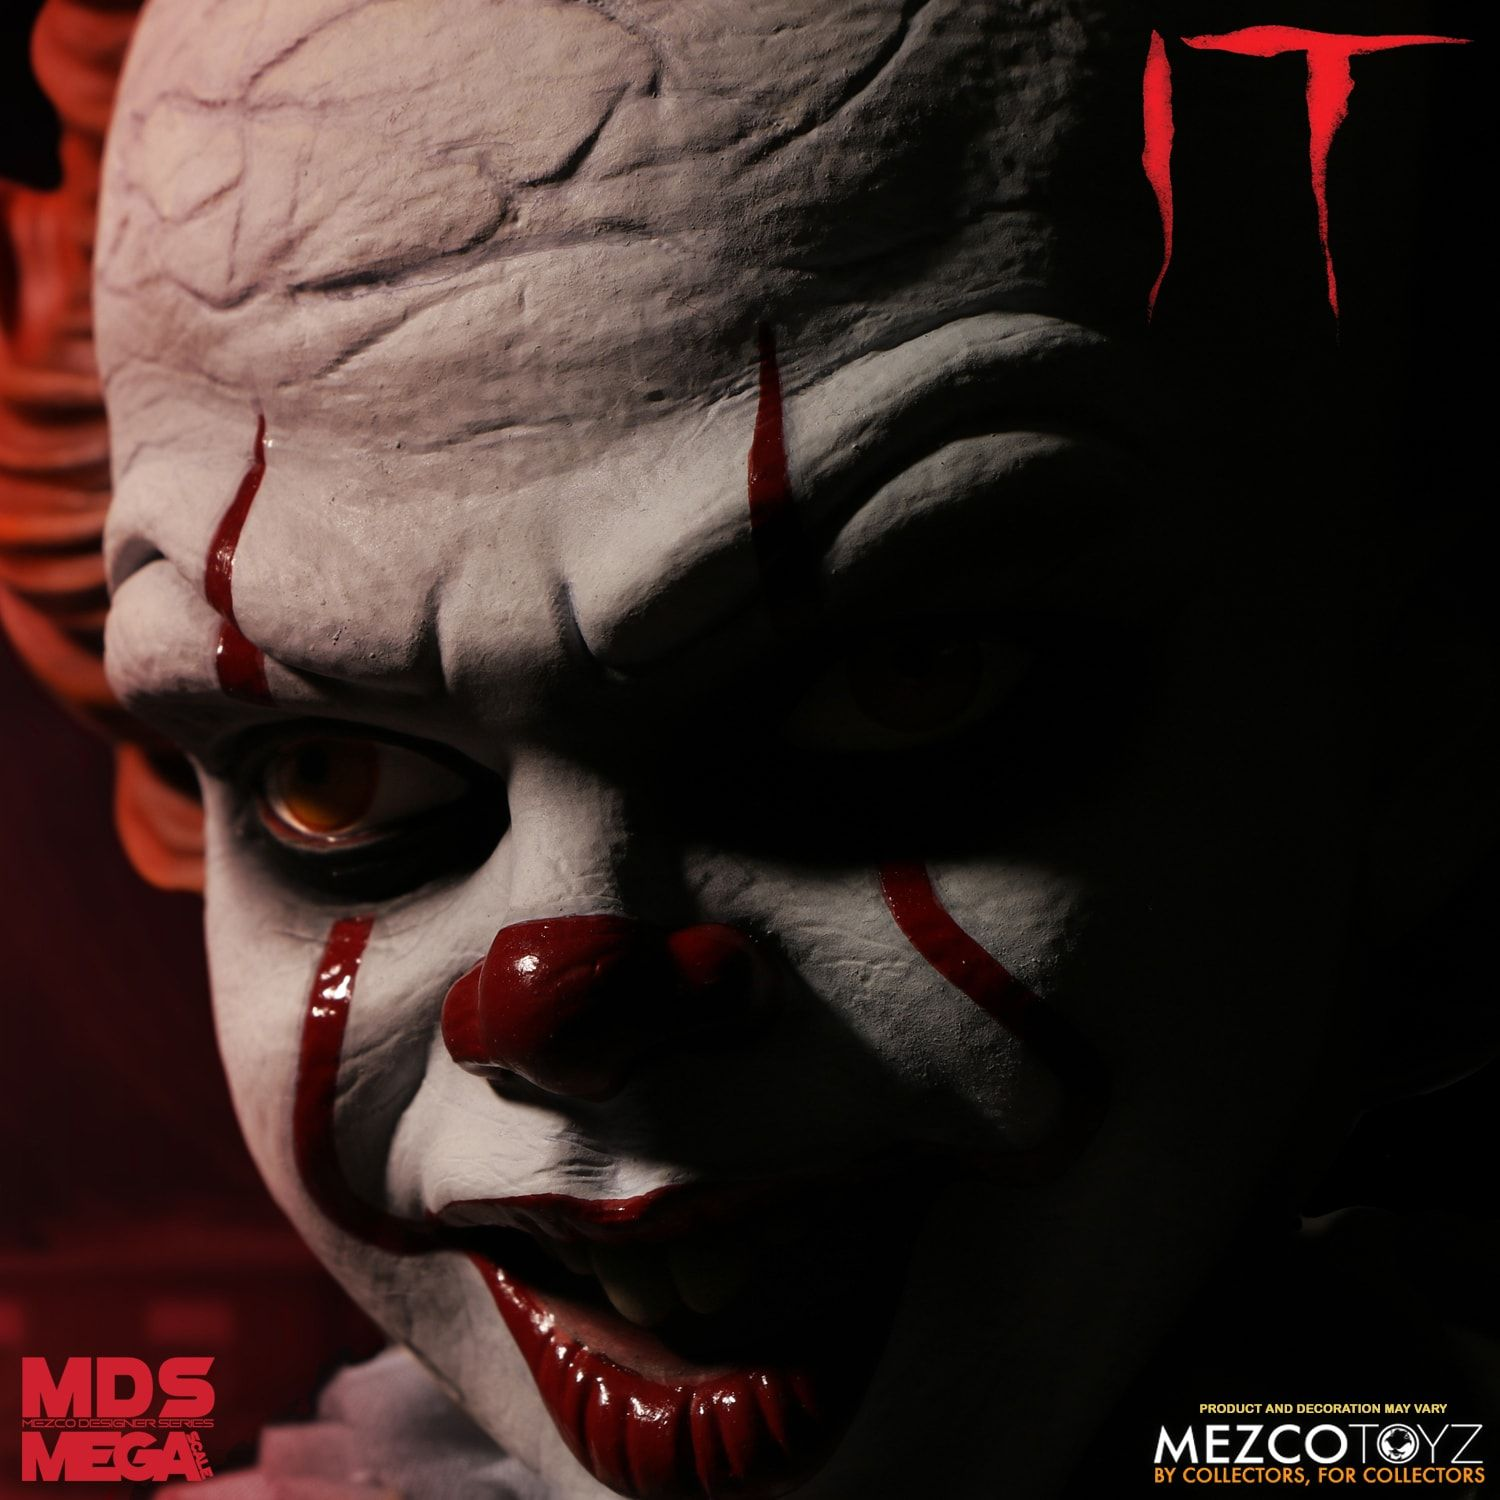 IT
MDS
MEZCO DESIGNER SERIES
MEGA SCALE
PRODUCT AND DECORATION MAY VARY
MEZCOTOYZ
BY COLLECTORS, FOR COLLECTORS